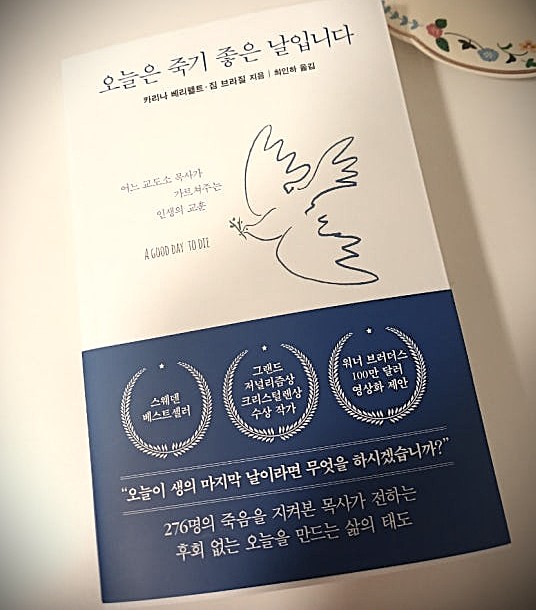 오늘은 죽기 좋은 날입니다
카리나 베리펠트·짐 브라질 지음 | 최인하 옮김
어느 교도소 목사가
가르쳐주는
인생의 교훈
A GOOD DAY TO DIE
스웨덴
베스트셀러
그랜드
저널리즘상
크리스털랜상
수상 작가
워너 브러더스
100만 달러
영상화 제안
“오늘이 생의 마지막 날이라면 무엇을 하시겠습니까?”
276명의 죽음을 지켜본 목사가 전하는
후회 없는 오늘을 만드는 삶의 태도